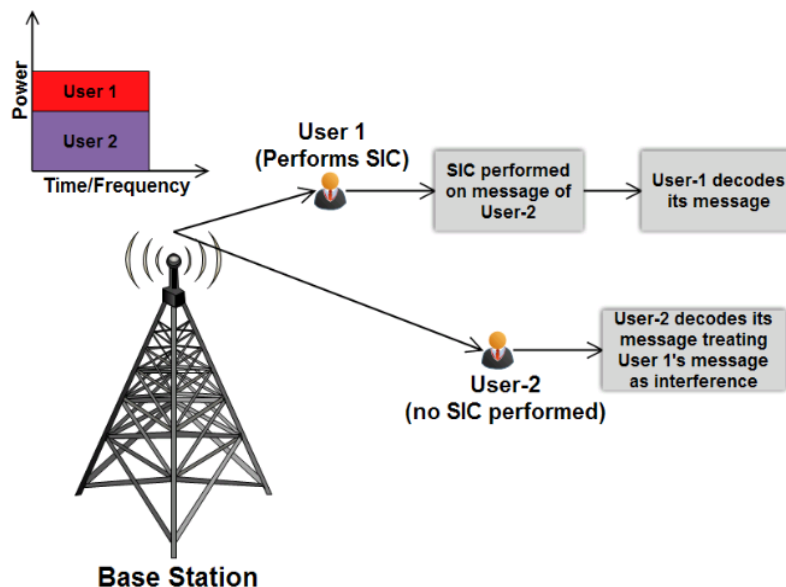 Power
User 1
User 2
Time/Frequency
User 1
(Performs SIC)
SIC performed
on message of
User-2
User-1 decodes
its message
User-2
(no SIC performed)
User-2 decodes its
message treating
User 1's message
as interference
Base Station